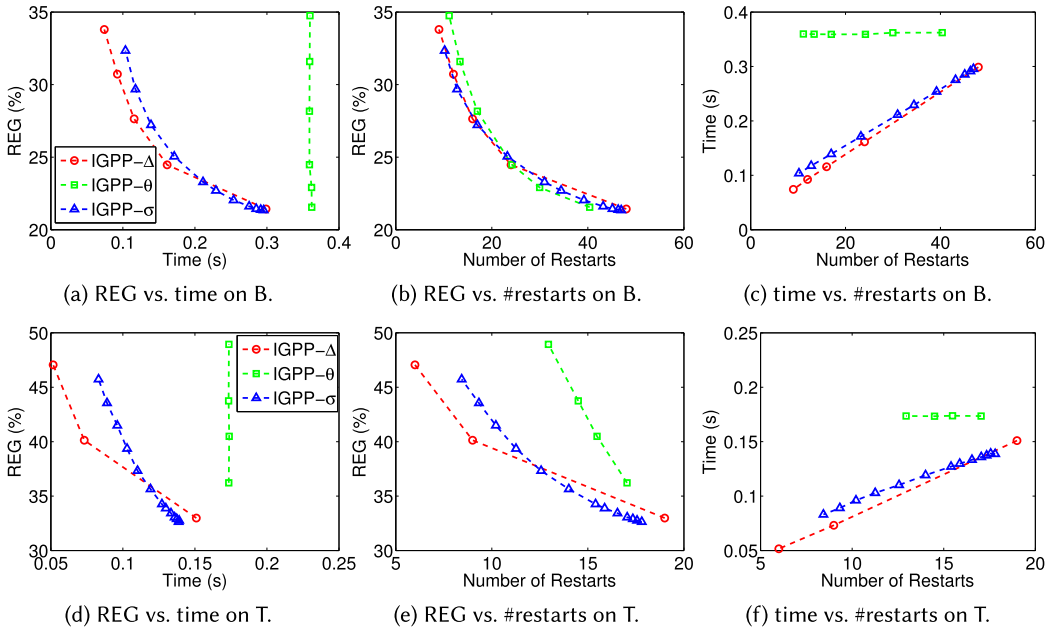 35
30
25
20
REG (%)
IGPP−Δ
IGPP−θ
IGPP−σ
0
0.1
0.2
0.3
0.4
Time (s)
(a) REG vs. time on B.
35
30
25
20
REG (%)
0
20
40
60
Number of Restarts
(b) REG vs. #restarts on B.
0.4
0.3
0.2
0.1
0
Time (s)
0
20
40
60
Number of Restarts
(c) time vs. #restarts on B.
50
45
40
35
30
REG (%)
IGPP−Δ
IGPP−θ
IGPP−σ
0.05
0.1
0.15
0.2
0.25
Time (s)
(d) REG vs. time on T.
50
45
40
35
30
REG (%)
5
10
15
20
Number of Restarts
(e) REG vs. #restarts on T.
0.25
0.2
0.15
0.1
0.05
Time (s)
5
10
15
20
Number of Restarts
(f) time vs. #restarts on T.